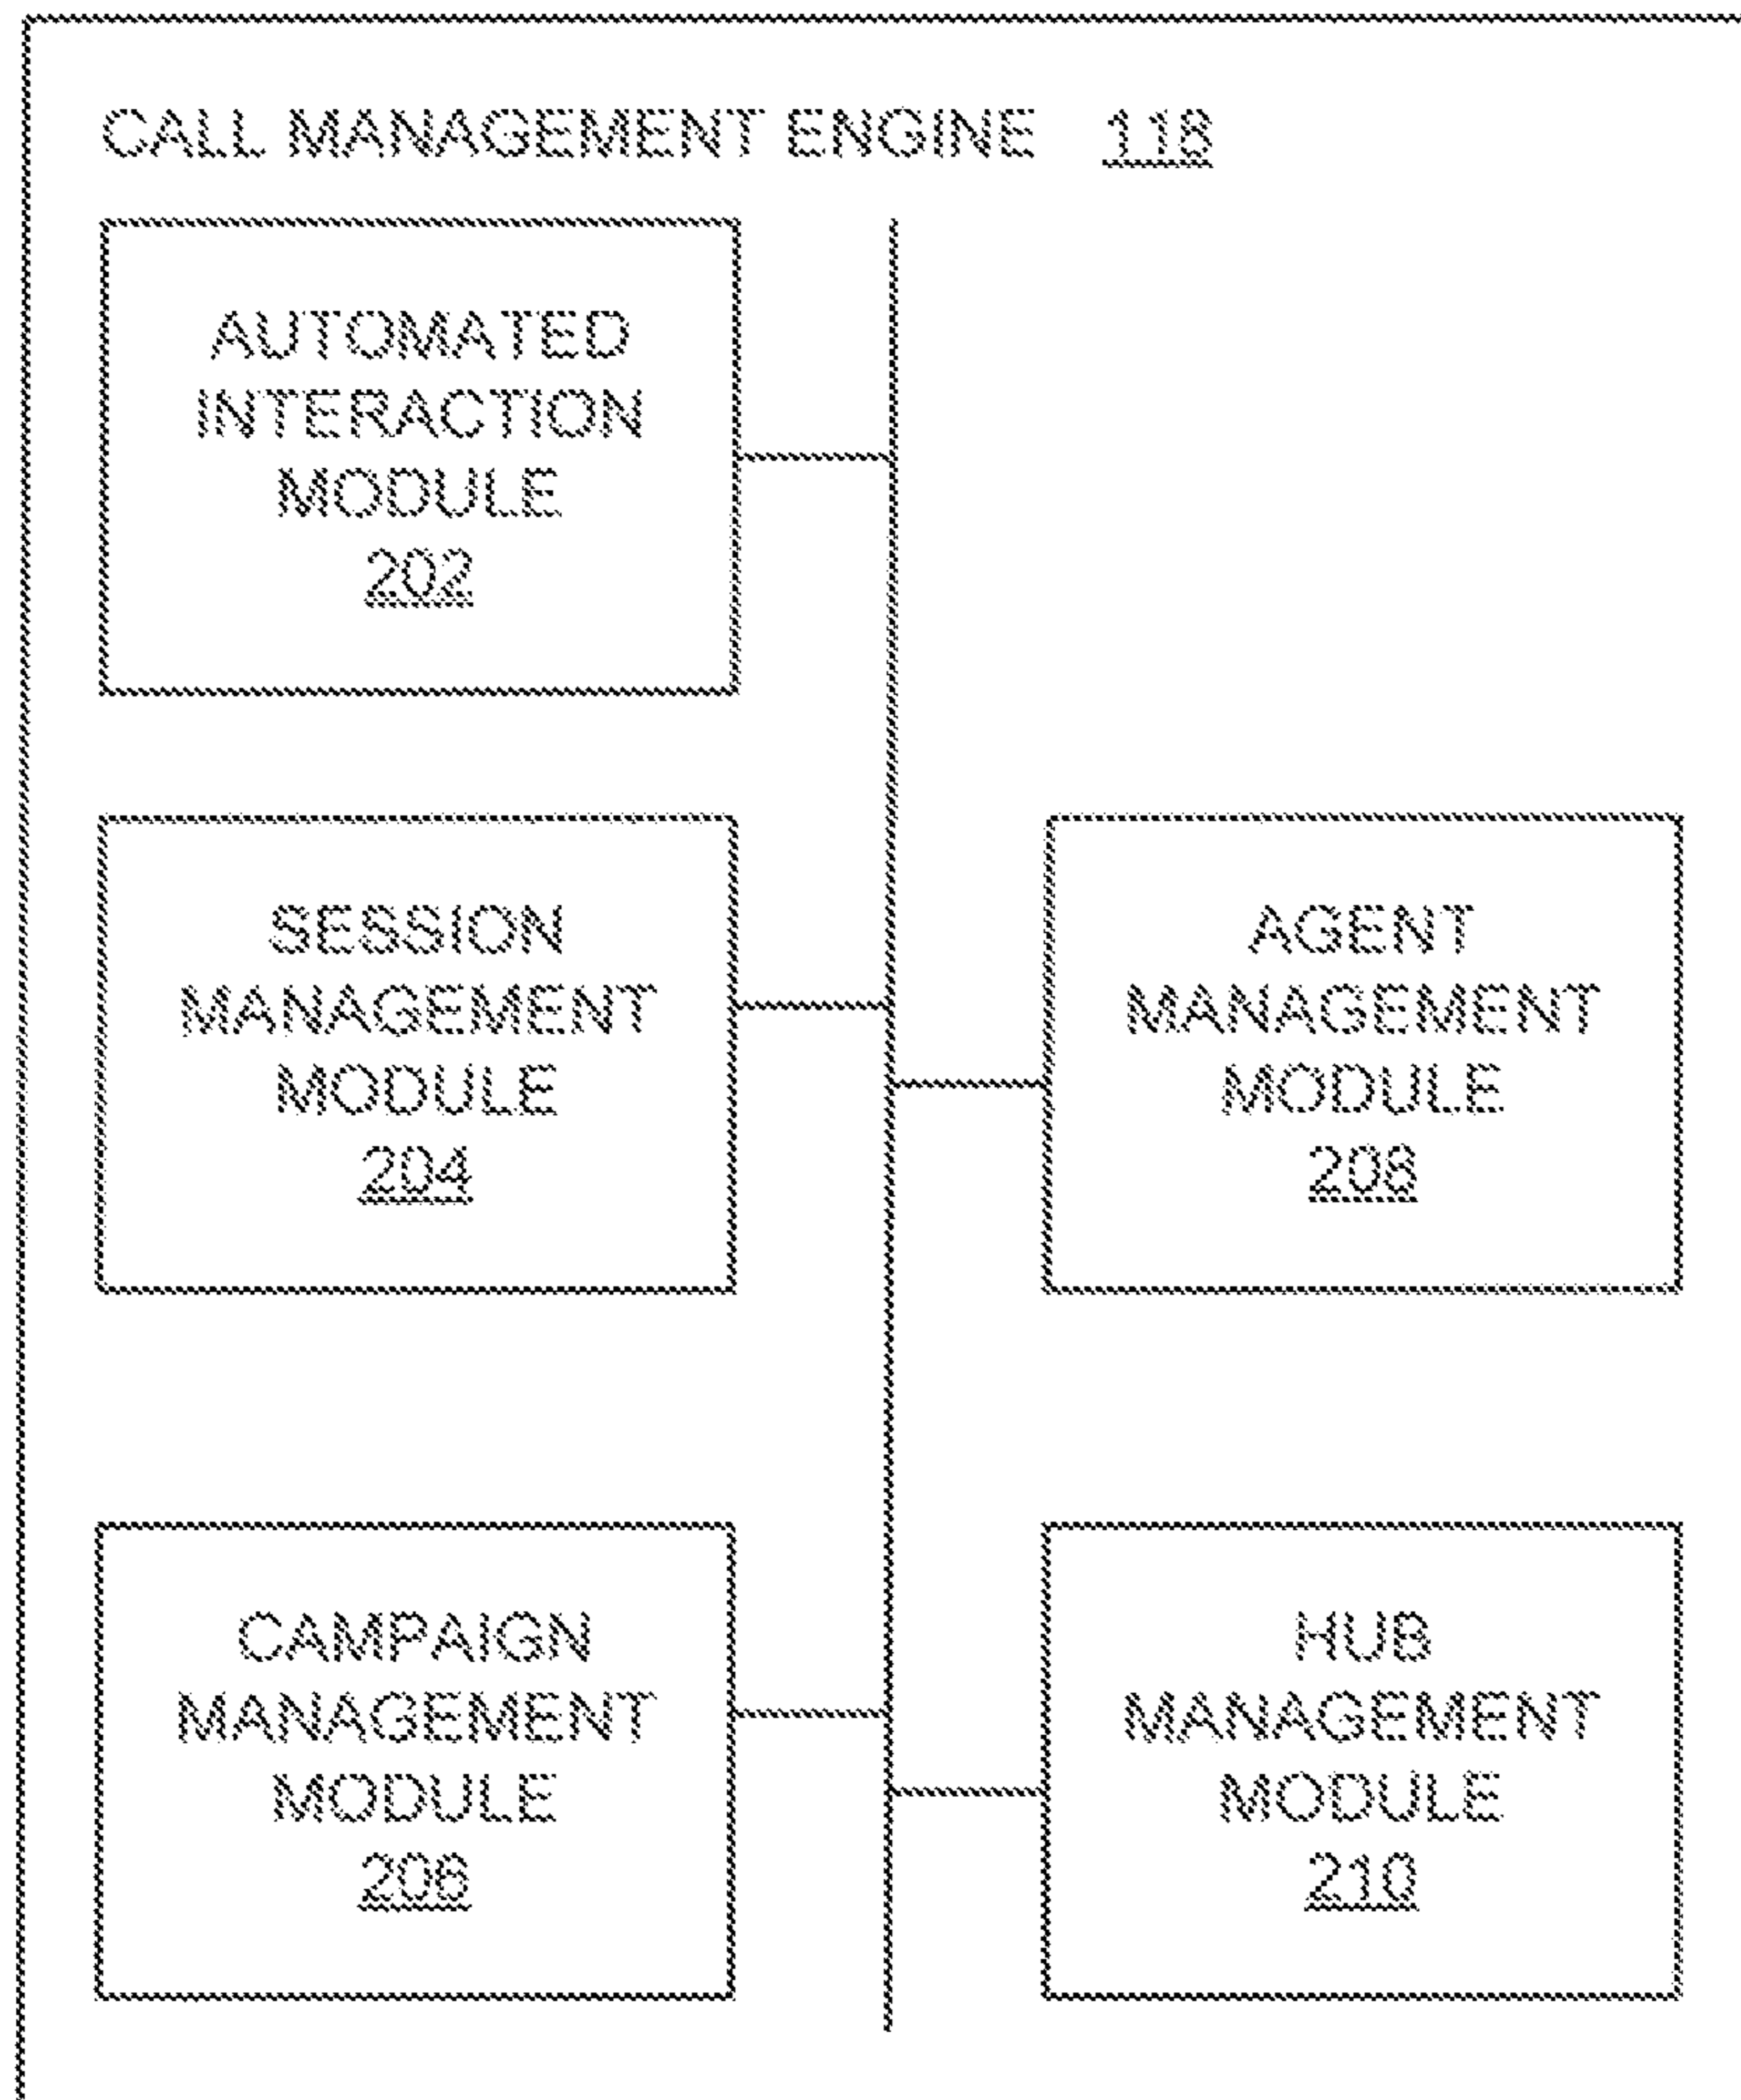 CALL MANAGEMENT ENGINE 118
AUTOMATED
INTERACTION
MODULE
202
SESSION
MANAGEMENT
MODULE
204
AGENT
MANAGEMENT
MODULE
208
CAMPAIGN
MANAGEMENT
MODULE
206
HUB
MANAGEMENT
MODULE
210